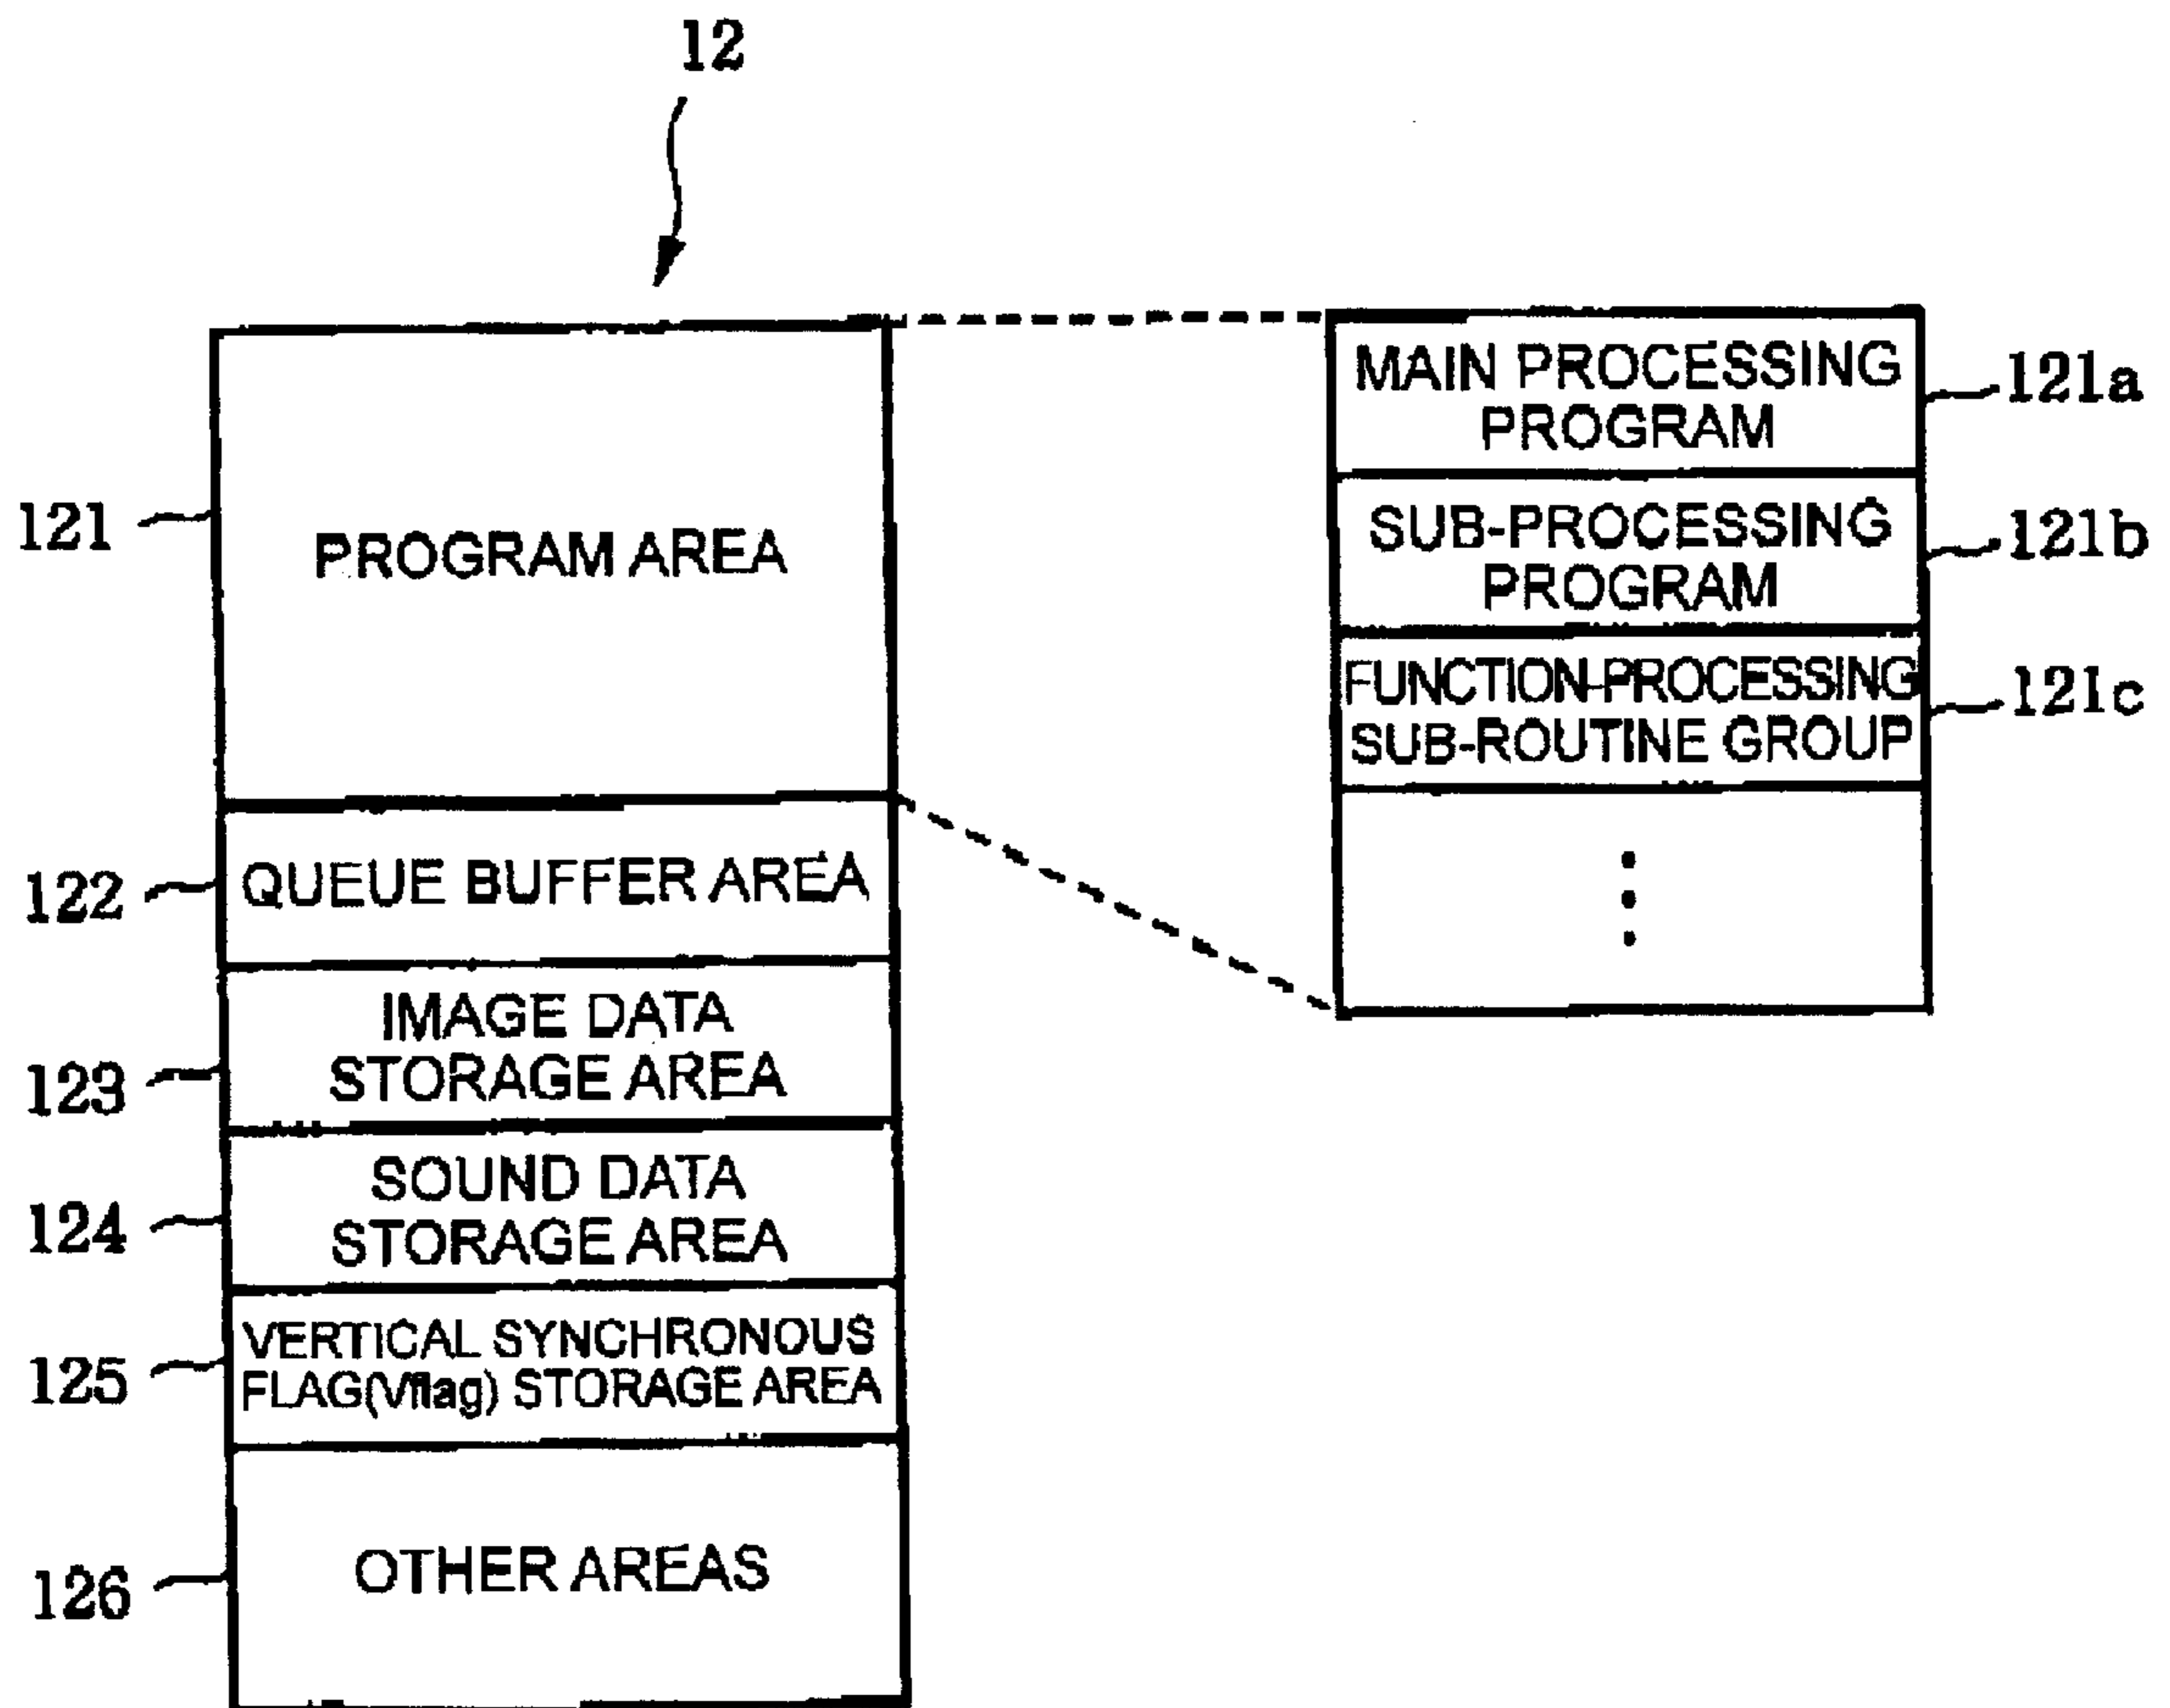 12
121
PROGRAM AREA
122
QUEUE BUFFER AREA
123
IMAGE DATA
STORAGE AREA
124
SOUND DATA
STORAGE AREA
125
VERTICAL SYNCHRONOUS
FLAG(Vflag) STORAGE AREA
126
OTHER AREAS
MAIN PROCESSING
PROGRAM
121a
SUB-PROCESSING
PROGRAM
121b
FUNCTION-PROCESSING
SUB-ROUTINE GROUP
121c